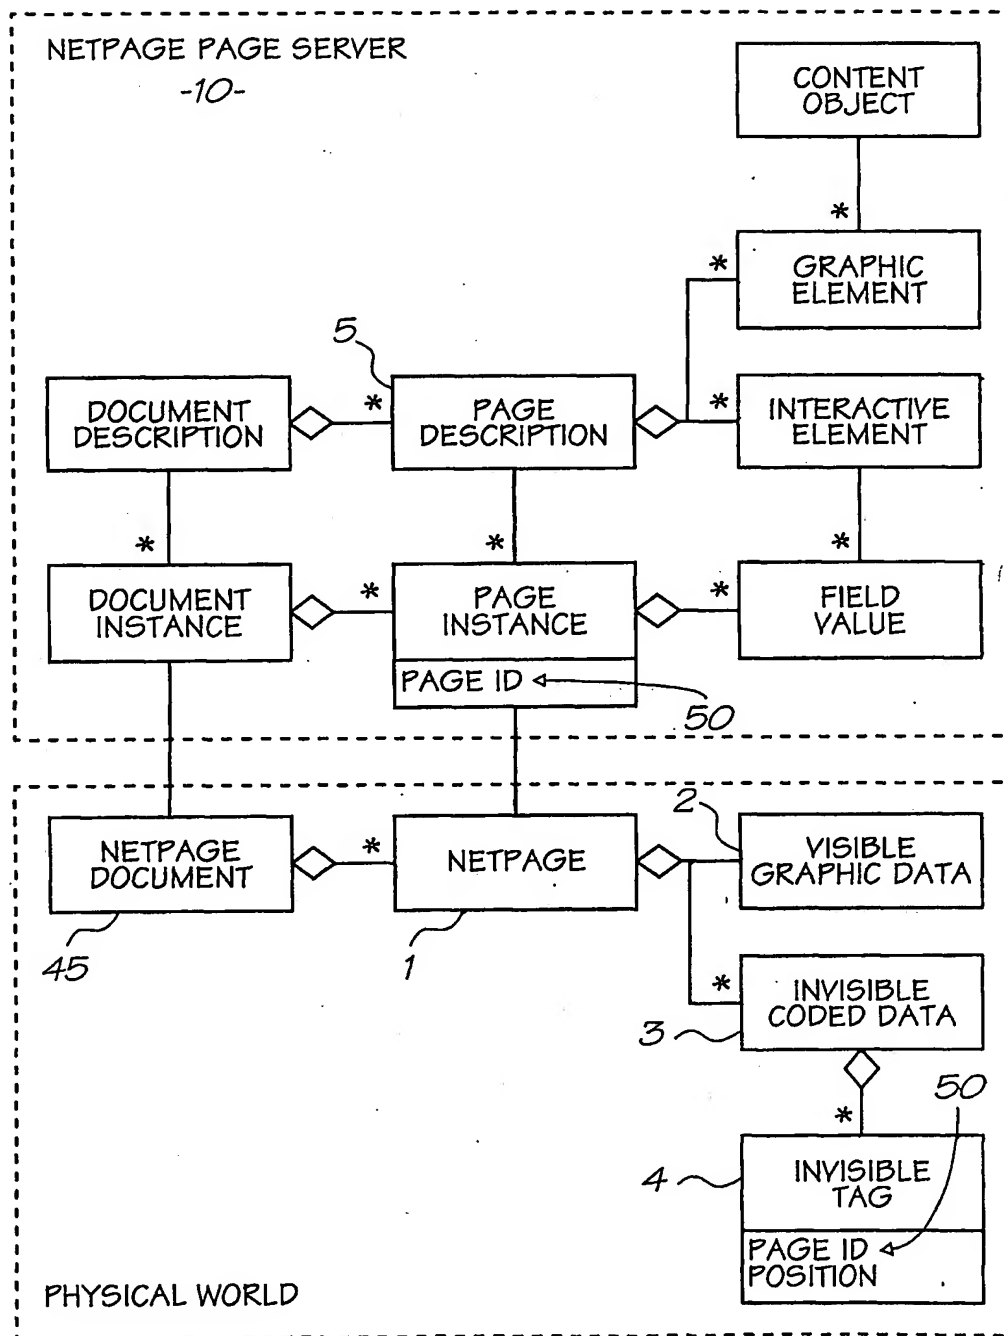 NETPAGE PAGE SERVER
-10-
CONTENT
OBJECT
*
*
GRAPHIC
ELEMENT
5
DOCUMENT
DESCRIPTION
*
PAGE
DESCRIPTION
*
INTERACTIVE
ELEMENT
*
*
*
DOCUMENT
INSTANCE
*
PAGE
INSTANCE
*
FIELD
VALUE
PAGE ID
50
2
NETPAGE
DOCUMENT
*
NETPAGE
VISIBLE
GRAPHIC DATA
45
1
*
INVISIBLE
CODED DATA
3
50
*
4
INVISIBLE
TAG
PAGE ID
POSITION
PHYSICAL WORLD